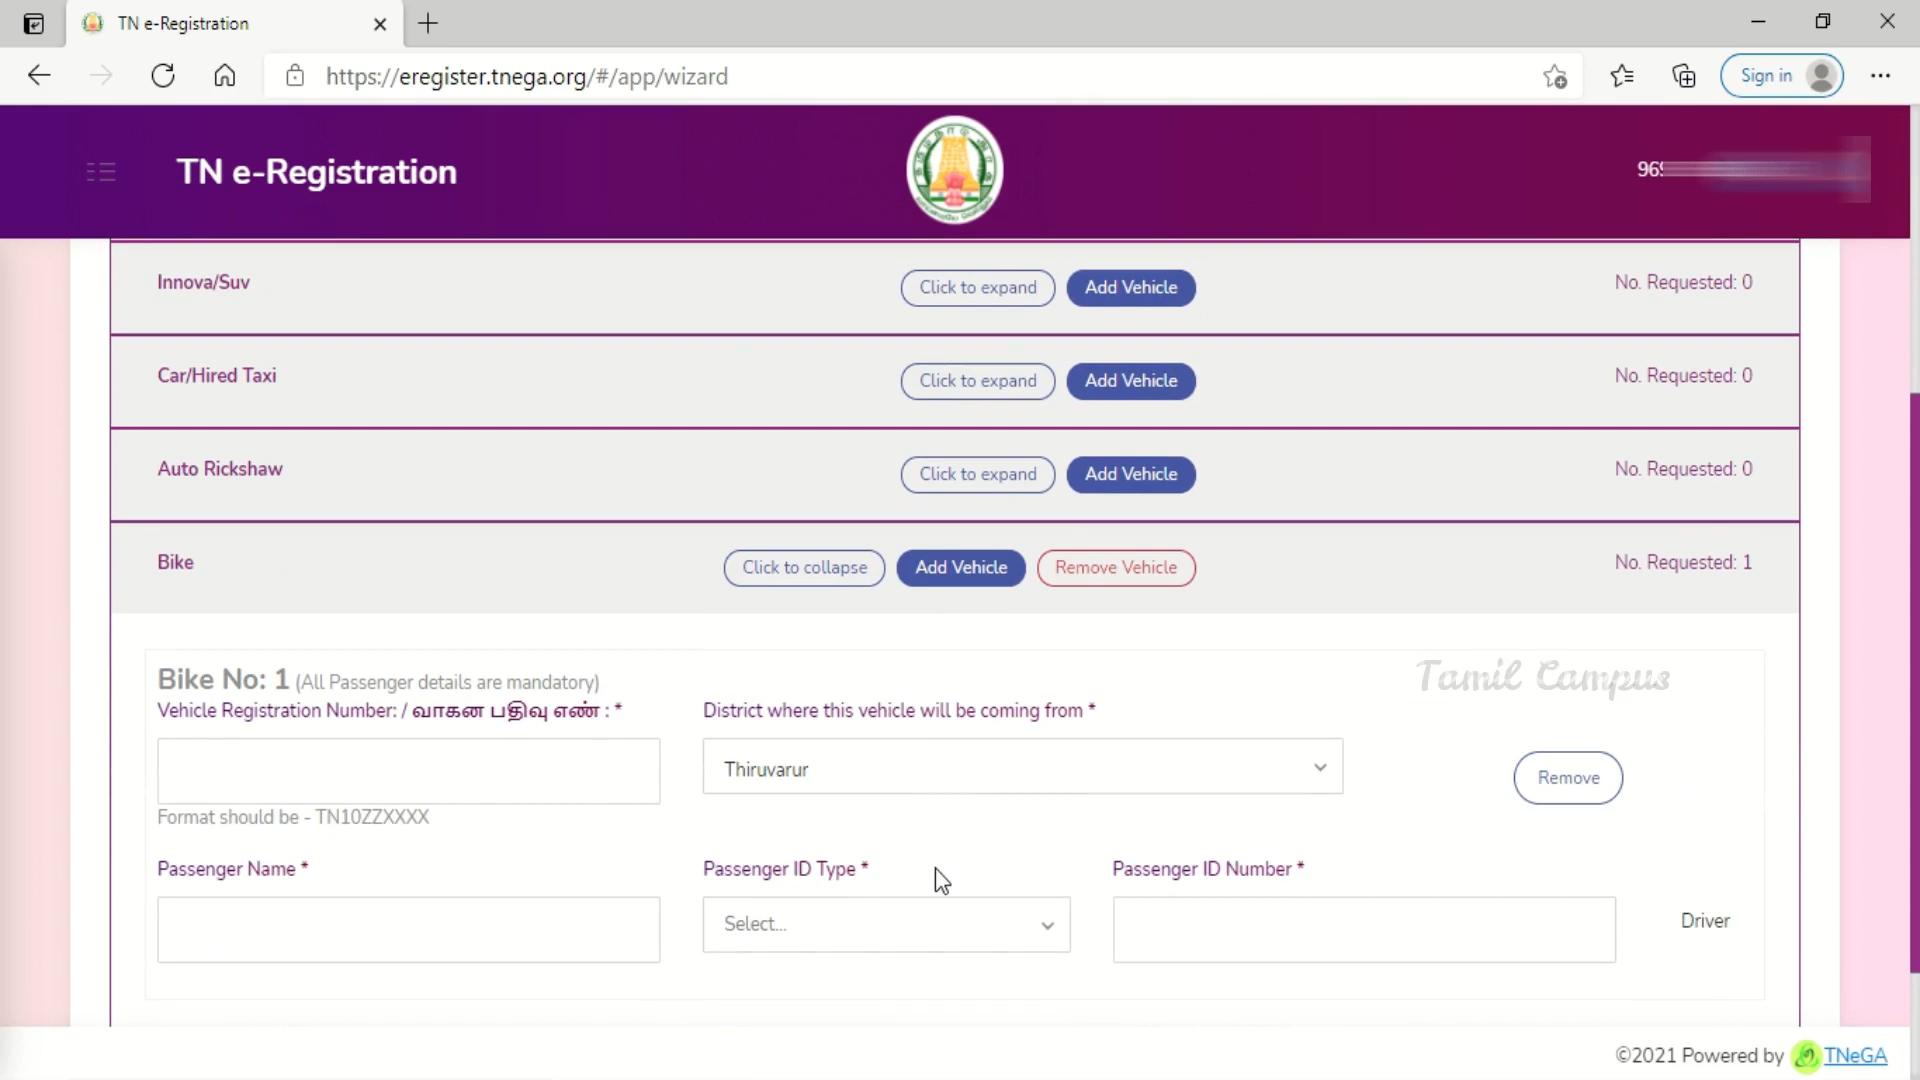 TN e-Registration
https://eregister.tnega.org/#/app/wizard
Sign in
TN e-Registration
Innova/Suv
Click to expand
Add Vehicle
No. Requested: 0
Car/Hired Taxi
Click to expand
Add Vehicle
No. Requested: 0
Auto Rickshaw
Click to expand
Add Vehicle
No. Requested: 0
Bike
Click to collapse
Add Vehicle
Remove Vehicle
No. Requested: 1
Bike No: 1 (All Passenger details are mandatory)
Tamil Campus
Vehicle Registration Number: / வாகன பதிவு எண் : *
District where this vehicle will be coming from *
Thiruvarur
Remove
Format should be - TN10ZZXXXX
Passenger Name *
Passenger ID Type *
Passenger ID Number *
Select...
Driver
©2021 Powered by TNeGA